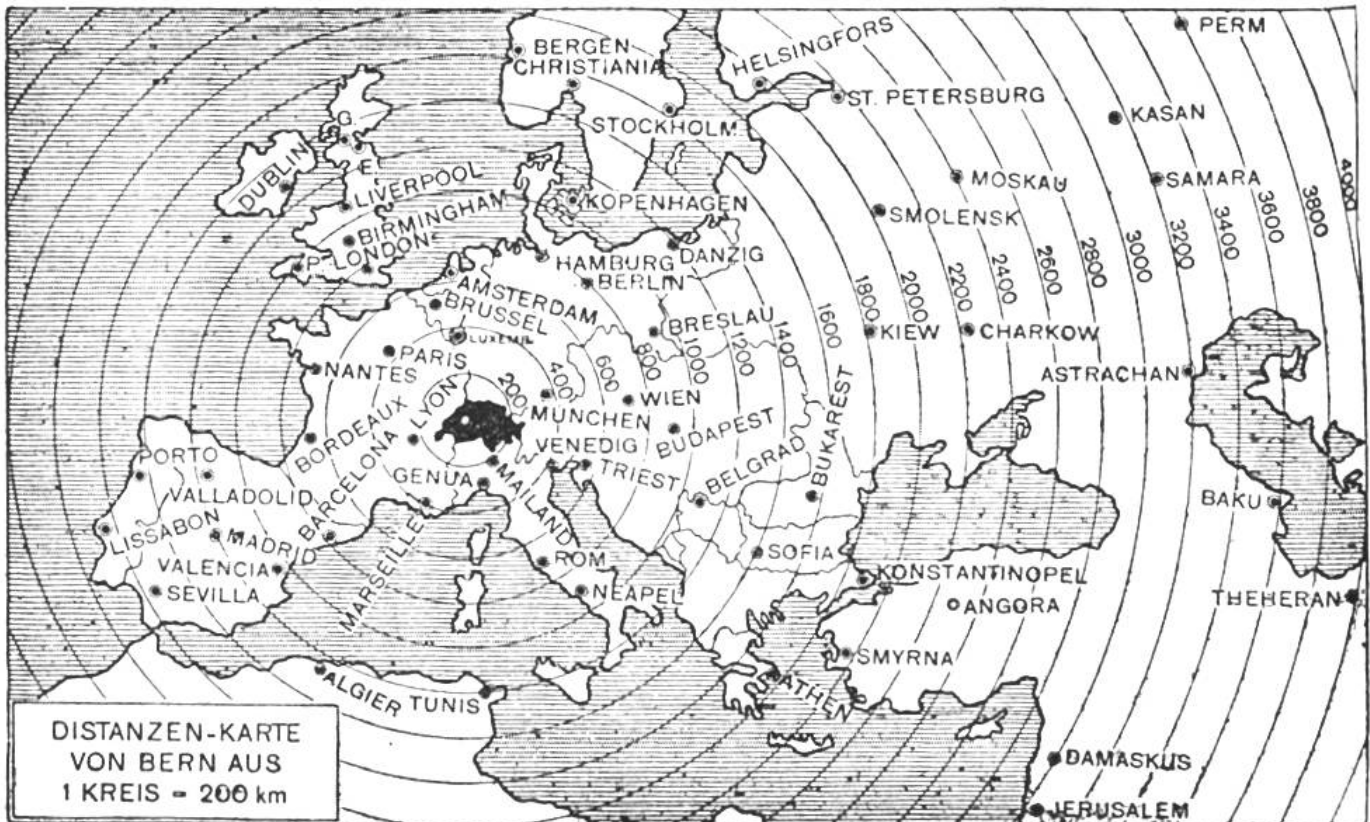 PERM
BERGEN
CHRISTIANIA
HELSINGFORS
ST. PETERSBURG
KASAN
STOCKHOLM
G.
E.
DUBLIN
LIVERPOOL
MOSKAU
SAMARA
KOPENHAGEN
SMOLENSK
BIRMINGHAM
P.
LONDON
HAMBURG
DANZIG
BERLIN
AMSTERDAM
BRÜSSEL
BRESLAU
KIEW
CHARKOW
LUXEMB.
PARIS
NANTES
ASTRACHAN
200
400
600
800
1000
1200
1400
1600
1800
2000
2200
2400
2600
2800
3000
3200
3400
3600
3800
4000
WIEN
MÜNCHEN
BORDEAUX
LYON
BARCELONA
VENEDIG
BUDAPEST
BUKAREST
PORTO
GENUA
MAILAND
TRIEST
BELGRAD
VALLADOLID
BAKU
LISSABON
MADRID
MARSEILLE
ROM
SOFIA
VALENCIA
KONSTANTINOPEL
SEVILLA
NEAPEL
ANGORA
THEHERAN
SMYRNA
ALGIER
TUNIS
ATHEN
DISTANZEN-KARTE
VON BERN AUS
1 KREIS = 200 km
DAMASKUS
JERUSALEM